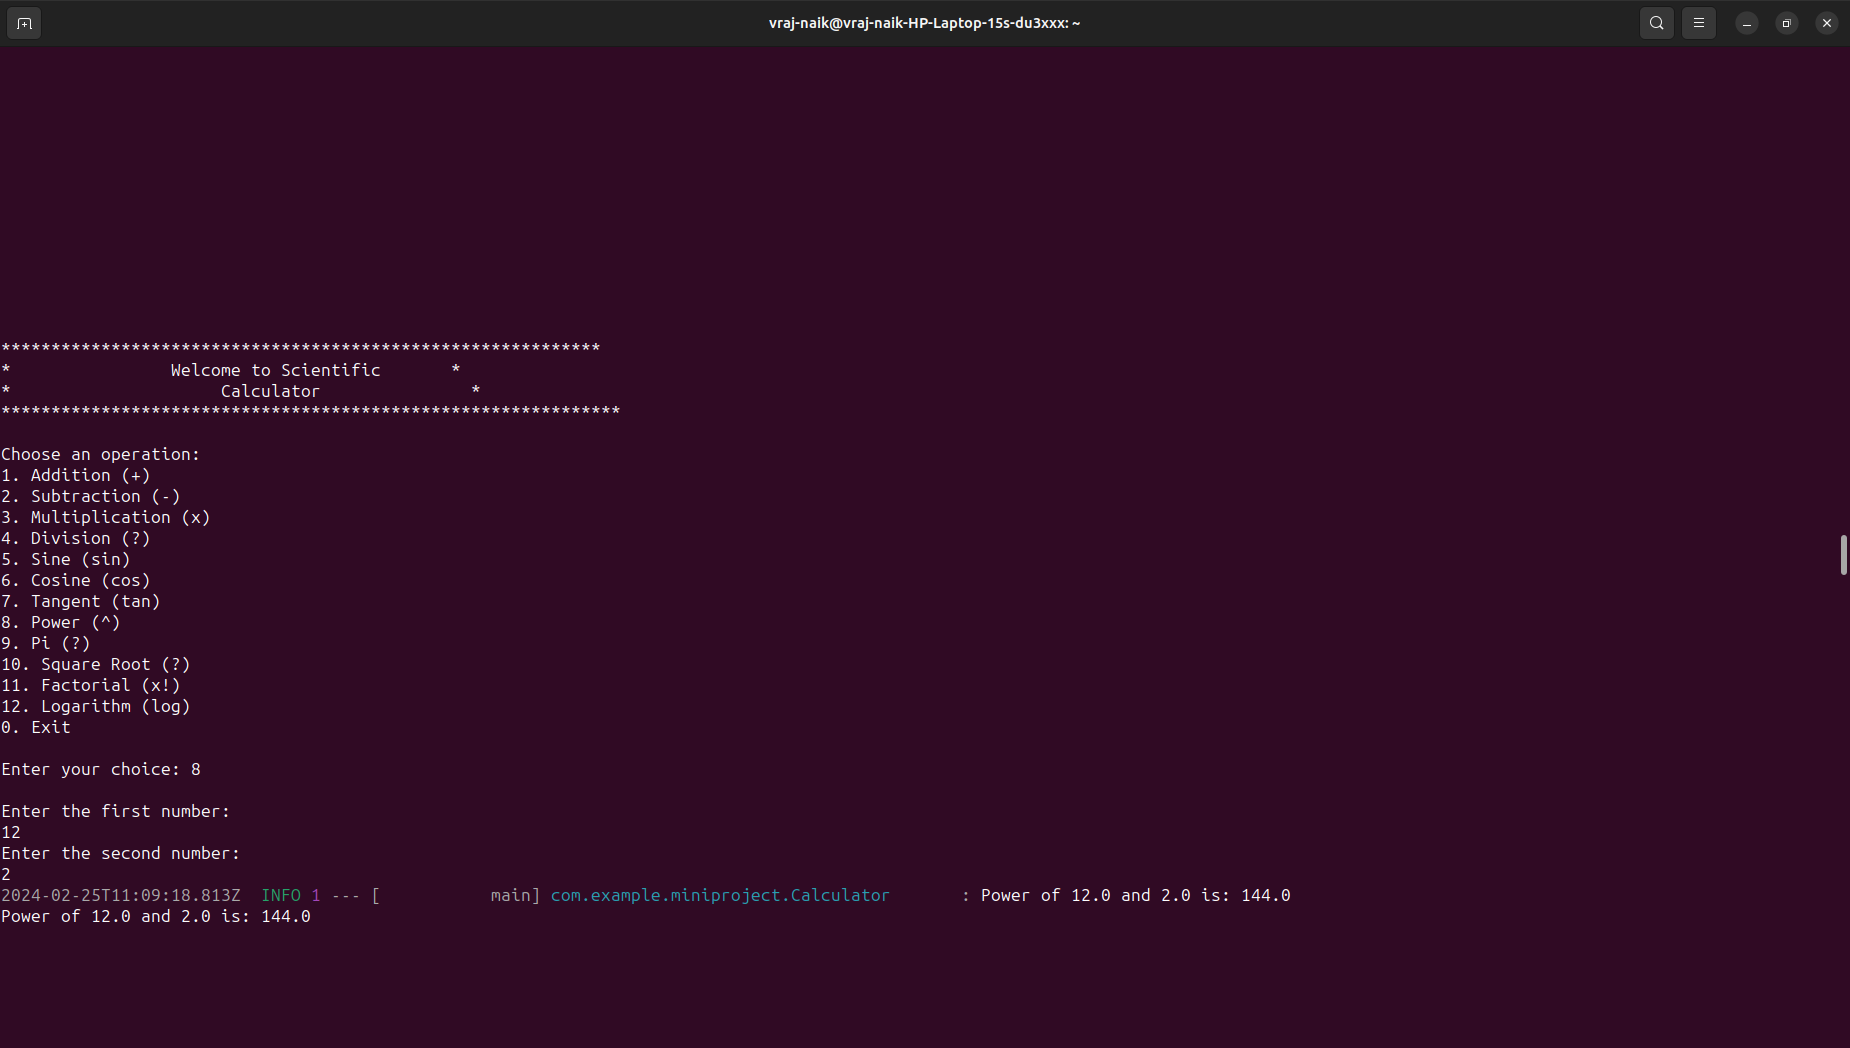 vraj-naik@vraj-naik-HP-Laptop-15s-du3xxx: ~
************************************************************
*                Welcome to Scientific       *
*                     Calculator               *
**************************************************************
Choose an operation:
1. Addition (+)
2. Subtraction (-)
3. Multiplication (x)
4. Division (?)
5. Sine (sin)
6. Cosine (cos)
7. Tangent (tan)
8. Power (^)
9. Pi (?)
10. Square Root (?)
11. Factorial (x!)
12. Logarithm (log)
0. Exit
Enter your choice: 8
Enter the first number:
12
Enter the second number:
2
2024-02-25T11:09:18.813Z  INFO 1 --- [           main] com.example.miniproject.Calculator       : Power of 12.0 and 2.0 is: 144.0
Power of 12.0 and 2.0 is: 144.0